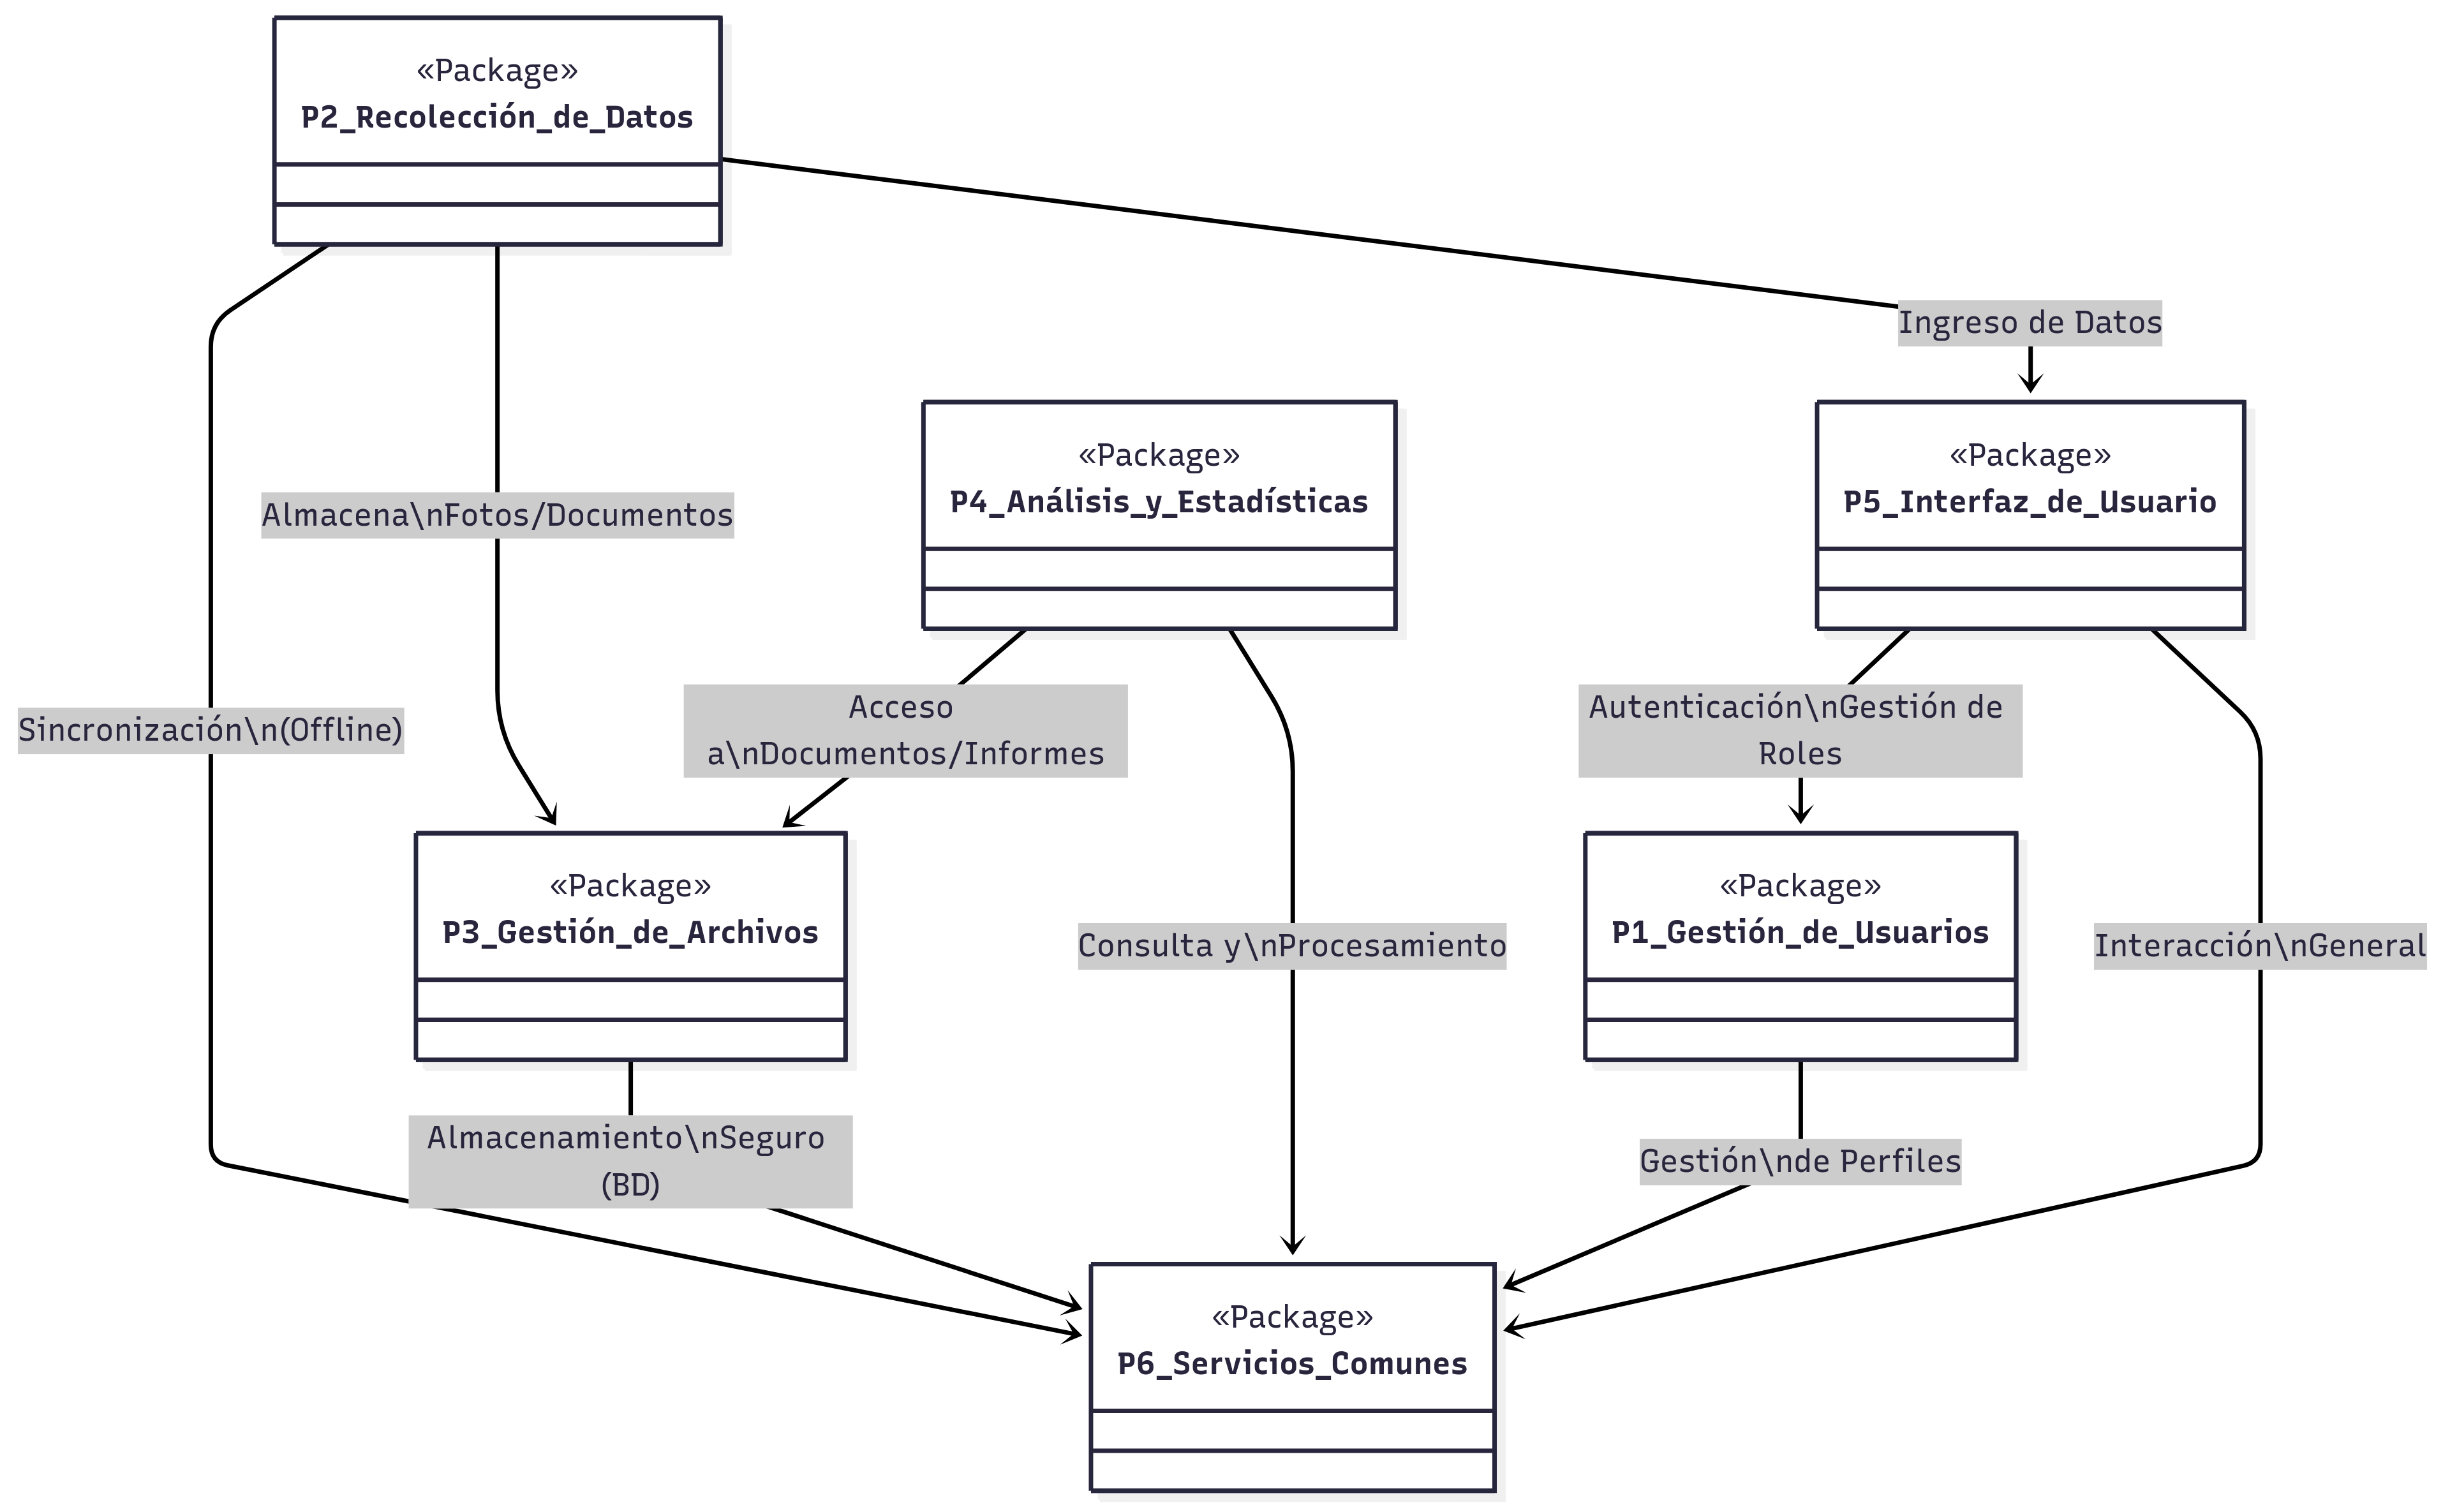 «Package»
P2_Recolección_de_Datos
Ingreso de Datos
«Package»
P4_Análisis_y_Estadísticas
«Package»
P5_Interfaz_de_Usuario
Almacena\nFotos/Documentos
Sincronización\n(Offline)
Acceso
a\nDocumentos/Informes
Autenticación\nGestión de
Roles
«Package»
P3_Gestión_de_Archivos
Consulta y\nProcesamiento
«Package»
P1_Gestión_de_Usuarios
Interacción\nGeneral
Almacenamiento\nSeguro
(BD)
Gestión\nde Perfiles
«Package»
P6_Servicios_Comunes